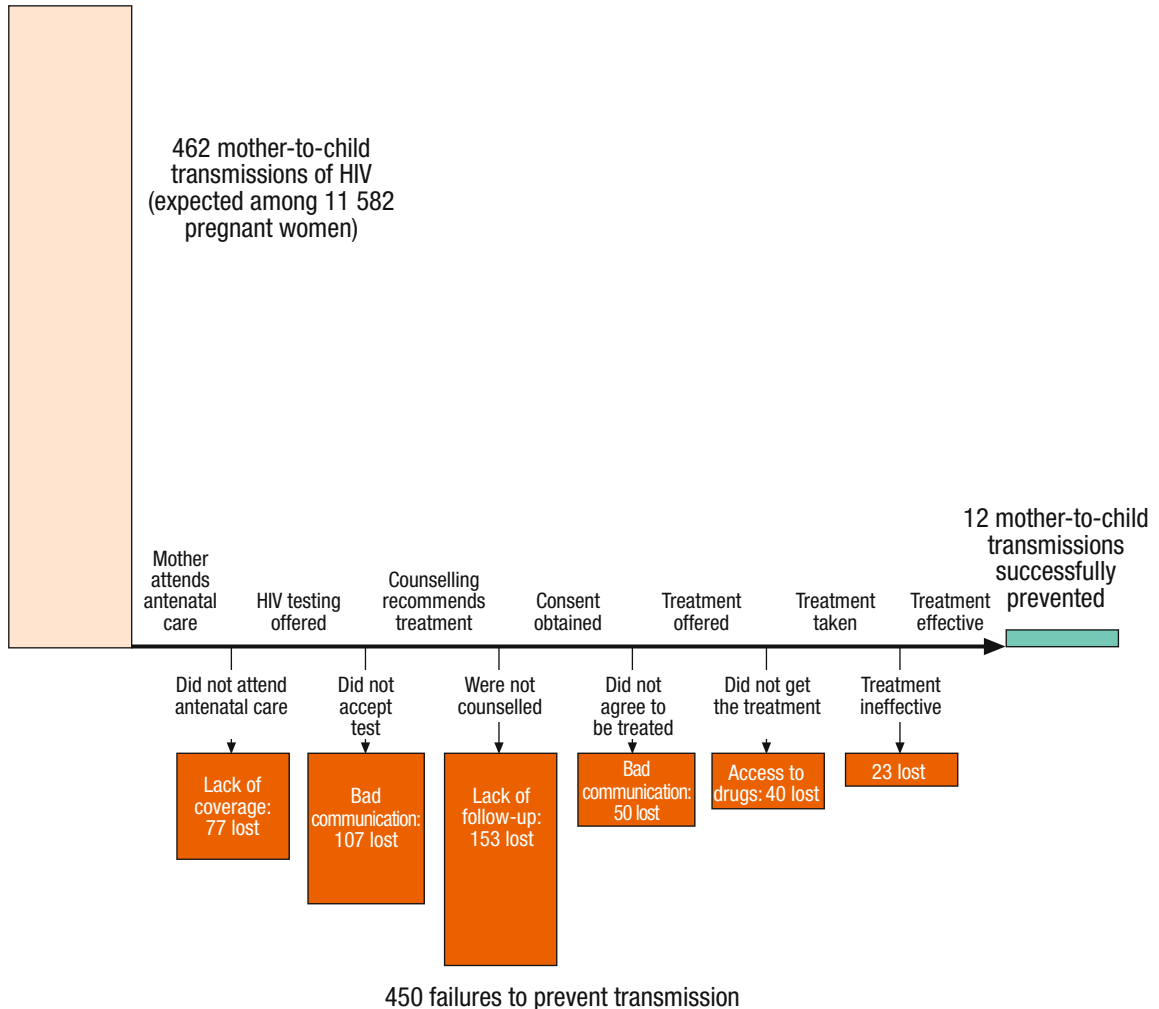 462 mother-to-child
transmissions of HIV
(expected among 11 582
pregnant women)
12 mother-to-child
transmissions
successfully
prevented
Mother
attends
antenatal
care
HIV testing
offered
Counselling
recommends
treatment
Consent
obtained
Treatment
offered
Treatment
taken
Treatment
effective
Did not attend
antenatal care
Did not
accept
test
Were not
counselled
Did not
agree to
be treated
Did not get
the treatment
Treatment
ineffective
Lack of
coverage:
77 lost
Bad
communication:
107 lost
Lack of
follow-up:
153 lost
Bad
communication:
50 lost
Access to
drugs: 40 lost
23 lost
450 failures to prevent transmission